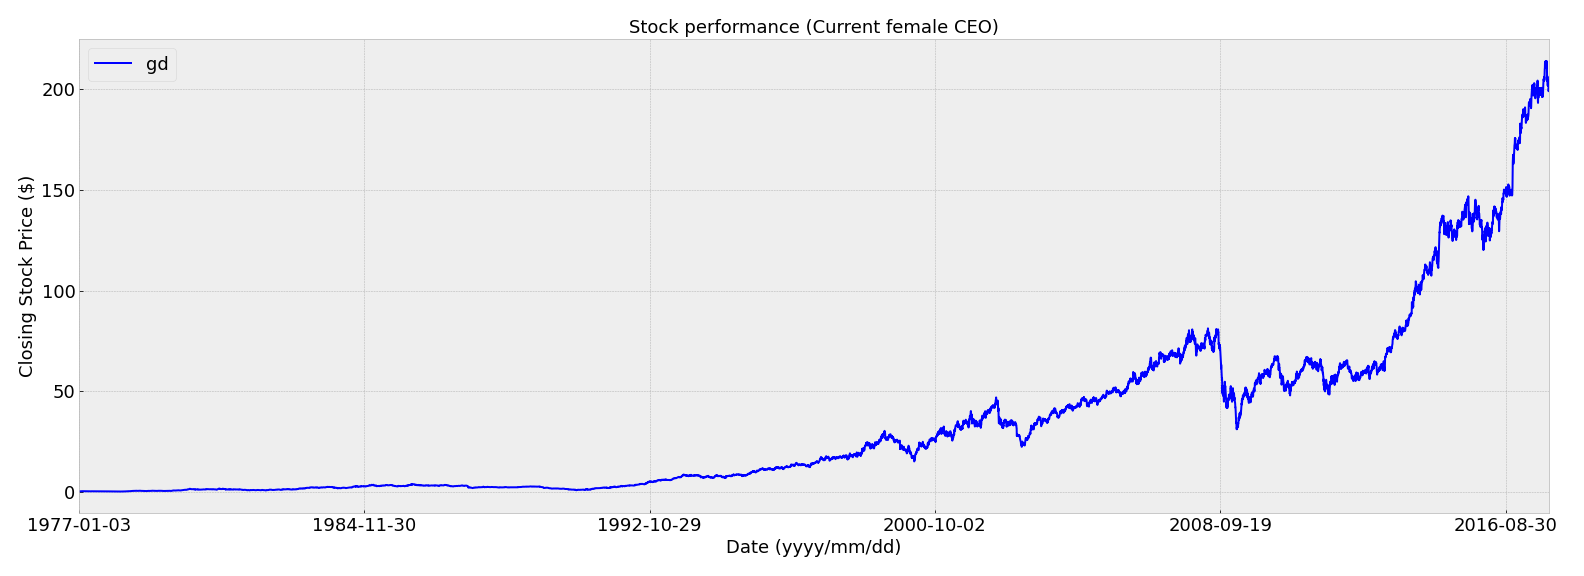 Stock performance (Current female CEO)
gd
200
150
100
50
0
Closing Stock Price ($)
1977-01-03 1984-11-30 1992-10-29 2000-10-02 2008-09-19 2016-08-30
Date (yyyy/mm/dd)